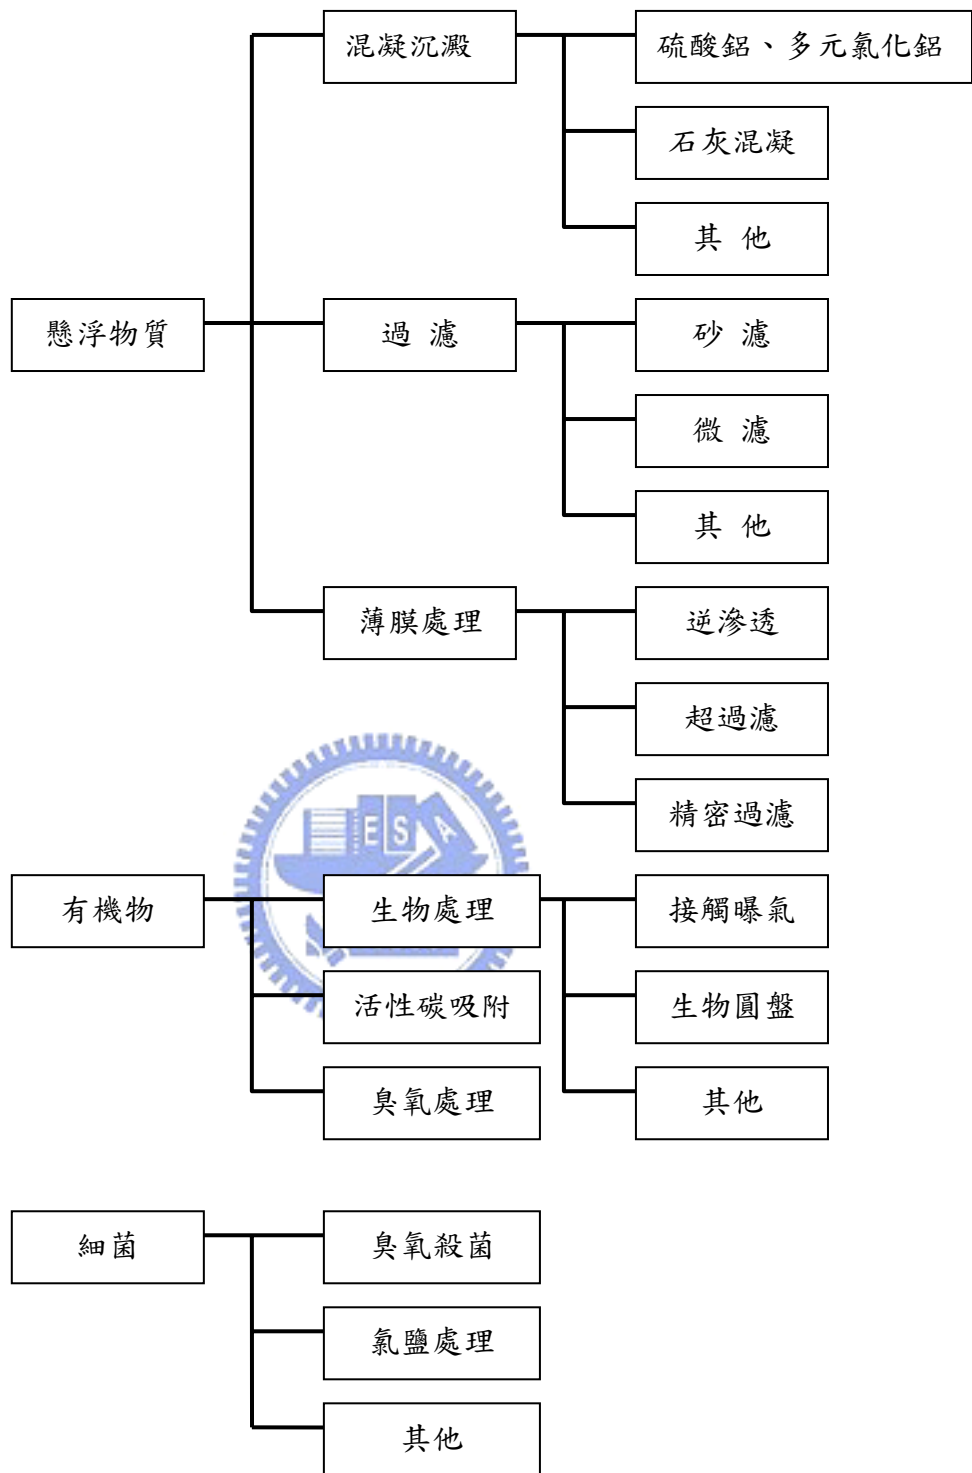 混凝沉澱
硫酸鋁、多元氯化鋁
石灰混凝
其 他
懸浮物質
過 濾
砂 濾
微 濾
其 他
薄膜處理
逆滲透
超過濾
精密過濾
ESA
有機物
生物處理
接觸曝氣
活性碳吸附
生物圓盤
臭氧處理
其他
細菌
臭氧殺菌
氯鹽處理
其他